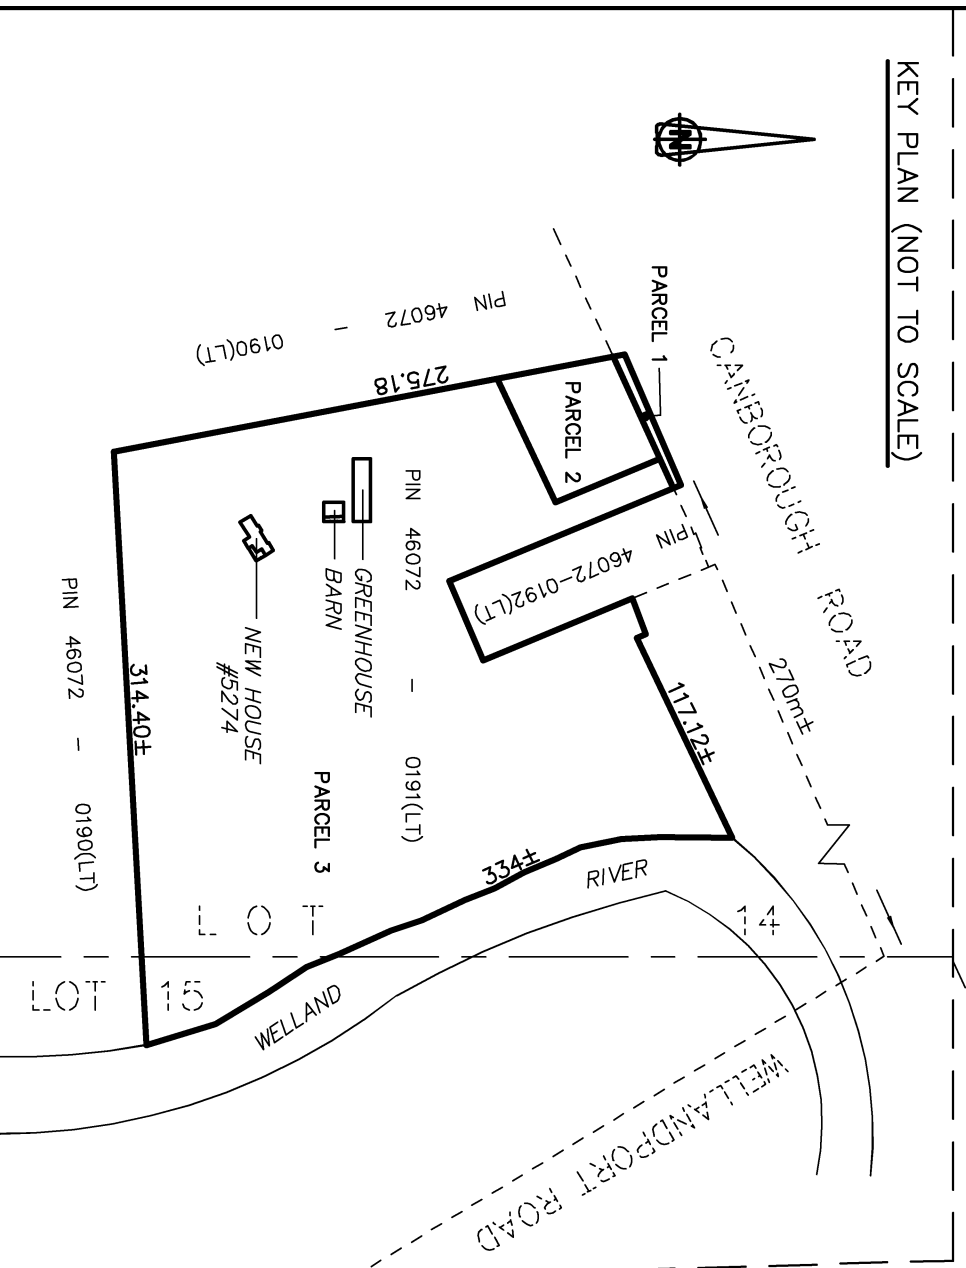 KEY PLAN (NOT TO SCALE)
N
CANBOROUGH ROAD
PARCEL 1
270m±
PARCEL 2
PIN 46072-0192(LT)
117.12±
PIN 46072 - 0190(LT)
275.18
PIN 46072 - 0191(LT)
GREENHOUSE
BARN
NEW HOUSE
#5274
PARCEL 3
334±
RIVER
WELLAND
314.40±
PIN 46072 - 0190(LT)
LOT 14
LOT 15
WELLANDPORT ROAD